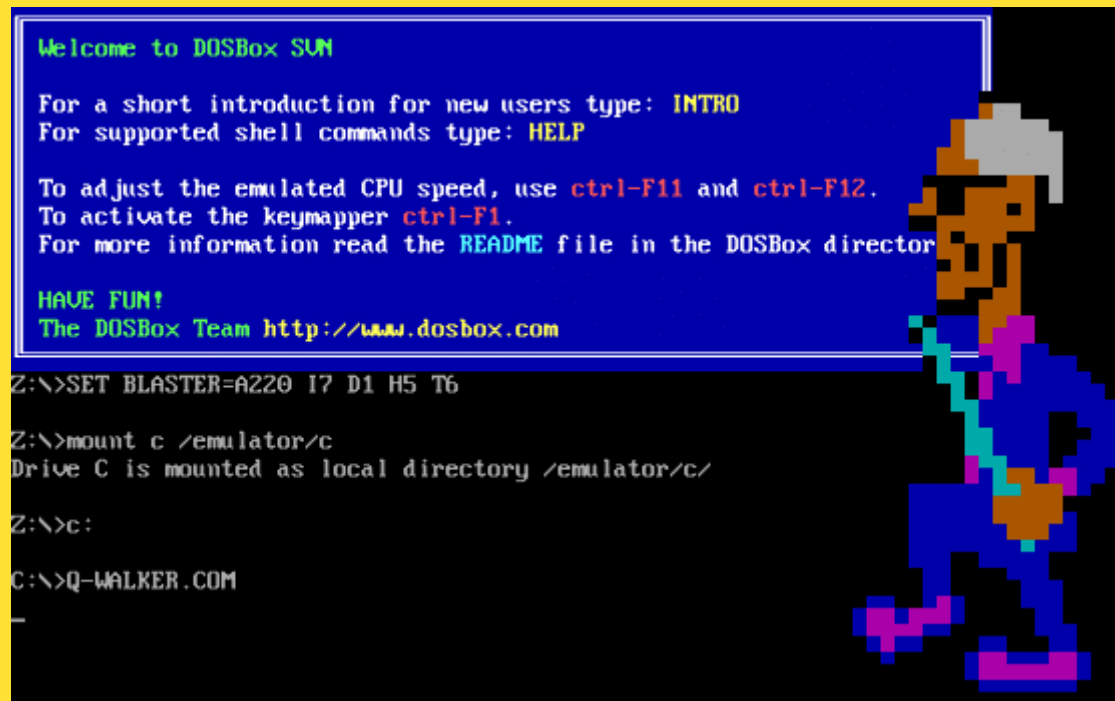 Welcome to DOSBox SVN
For a short introduction for new users type: INTRO
For supported shell commands type: HELP
To adjust the emulated CPU speed, use ctrl-F11 and ctrl-F12.
To activate the keymapper ctrl-F1.
For more information read the README file in the DOSBox director
HAVE FUN!
The DOSBox Team http://www.dosbox.com
Z:\>SET BLASTER=A220 I7 D1 H5 T6
Z:\>mount c /emulator/c
Drive C is mounted as local directory /emulator/c/
Z:\>c:
C:\>Q-WALKER.COM